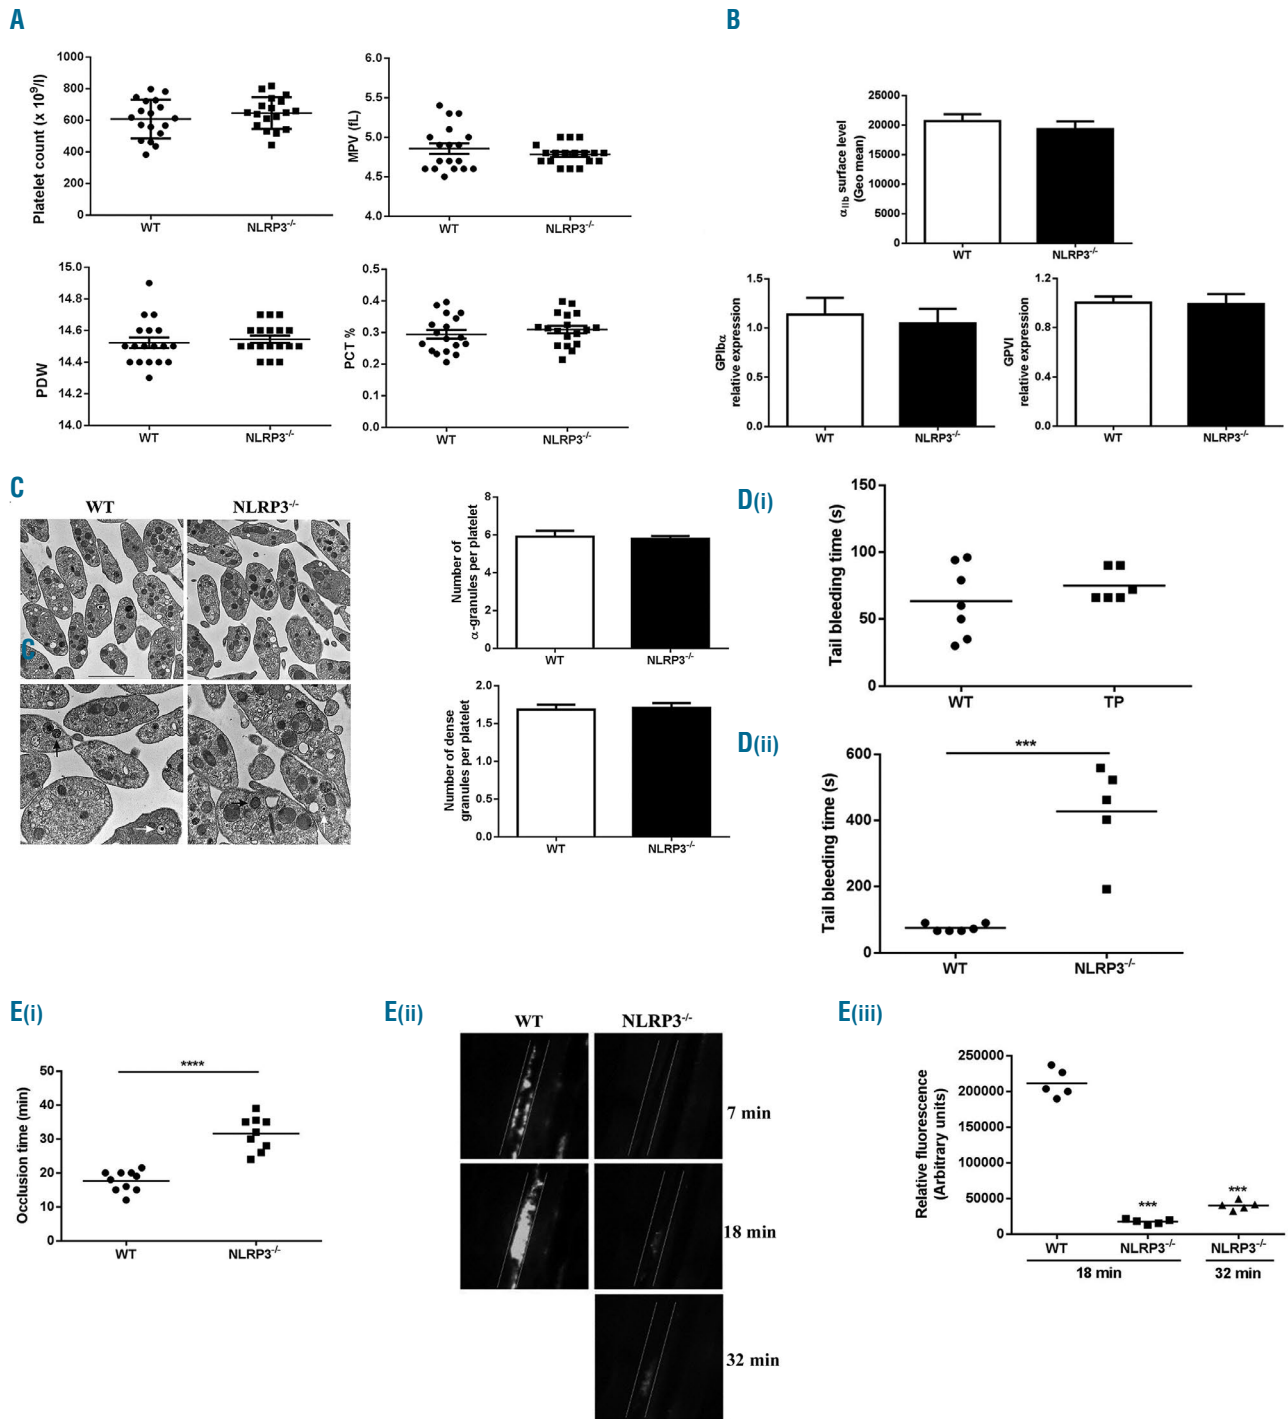 A
Platelet count (x 10⁹/l)
1000
800
600
400
200
0
WT
NLRP3⁻/⁻
MPV (fL)
6.0
5.5
5.0
4.5
4.0
WT
NLRP3⁻/⁻
PDW
15.0
14.8
14.6
14.4
14.2
14.0
WT
NLRP3⁻/⁻
PCT %
0.5
0.4
0.3
0.2
0.1
0.0
WT
NLRP3⁻/⁻
B
αIIb surface level
(Geo mean)
25000
20000
15000
10000
5000
0
WT
NLRP3⁻/⁻
GPIbα
relative expression
1.5
1.0
0.5
0.0
WT
NLRP3⁻/⁻
GPVI
relative expression
1.2
0.8
0.4
0.0
WT
NLRP3⁻/⁻
C
WT
NLRP3⁻/⁻
C
Number of
α-granules per platelet
8
6
4
2
0
WT
NLRP3⁻/⁻
Number of dense
granules per platelet
2.0
1.5
1.0
0.5
0.0
WT
NLRP3⁻/⁻
D(i)
Tail bleeding time (s)
150
100
50
0
WT
TP
D(ii)
Tail bleeding time (s)
600
400
200
0
***
WT
NLRP3⁻/⁻
E(i)
Occlusion time (min)
50
40
30
20
10
0
****
WT
NLRP3⁻/⁻
E(ii)
WT
NLRP3⁻/⁻
7 min
18 min
32 min
E(iii)
Relative fluorescence
(Arbitrary units)
250000
200000
150000
100000
50000
0
***
***
WT
NLRP3⁻/⁻
NLRP3⁻/⁻
18 min
32 min